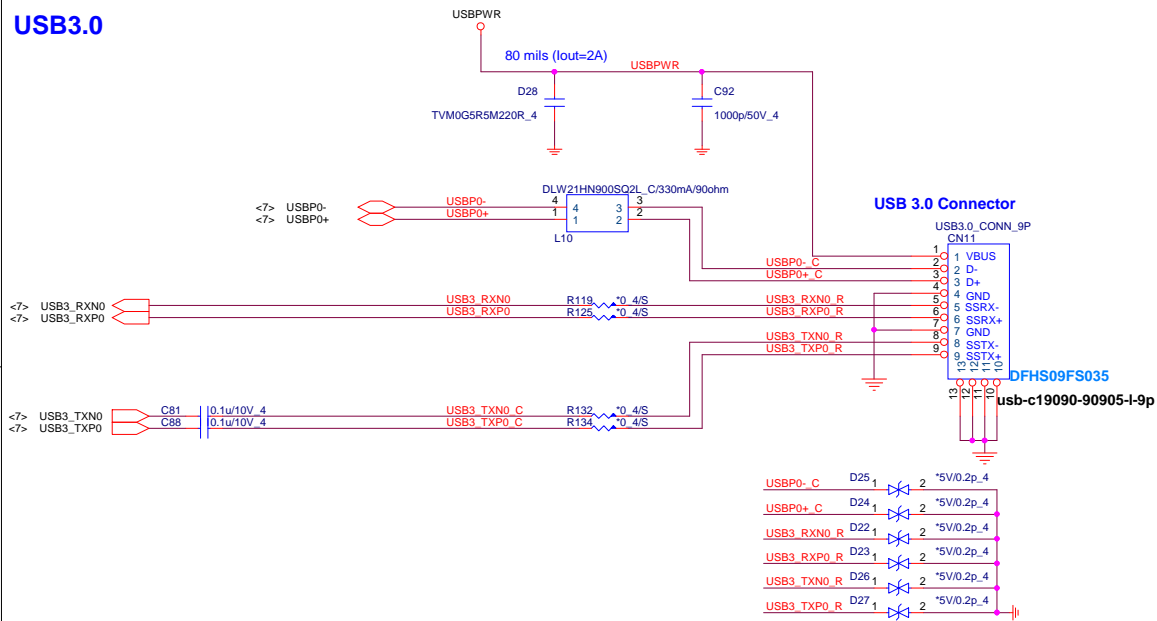 USB3.0
USBPWR
80 mils (Iout=2A)
USBPWR
D28
TVM0G5R5M220R_4
C92
1000p/50V_4
DLW21HN900SQ2L_C/330mA/90ohm
<7> USBP0- USBP0- 4 4 3 3
<7> USBP0+ USBP0+ 1 1 2 2
L10
USB 3.0 Connector
USB3.0_CONN_9P
CN11
1 1 VBUS
USBP0-_C 2 2 D-
USBP0+_C 3 3 D+
4 4 GND
<7> USB3_RXN0 USB3_RXN0 R119 *0_4/S USB3_RXN0_R 5 5 SSRX-
<7> USB3_RXP0 USB3_RXP0 R125 *0_4/S USB3_RXP0_R 6 6 SSRX+
7 7 GND
USB3_TXN0_R 8 8 SSTX-
USB3_TXP0_R 9 9 SSTX+
13 12 11 10
DFHS09FS035
13 12 11 10
usb-c19090-90905-l-9p
<7> USB3_TXN0 C81 0.1u/10V_4 USB3_TXN0_C R132 *0_4/S
<7> USB3_TXP0 C88 0.1u/10V_4 USB3_TXP0_C R134 *0_4/S
USBP0-_C D25 1 2 *5V/0.2p_4
USBP0+_C D24 1 2 *5V/0.2p_4
USB3_RXN0_R D22 1 2 *5V/0.2p_4
USB3_RXP0_R D23 1 2 *5V/0.2p_4
USB3_TXN0_R D26 1 2 *5V/0.2p_4
USB3_TXP0_R D27 1 2 *5V/0.2p_4